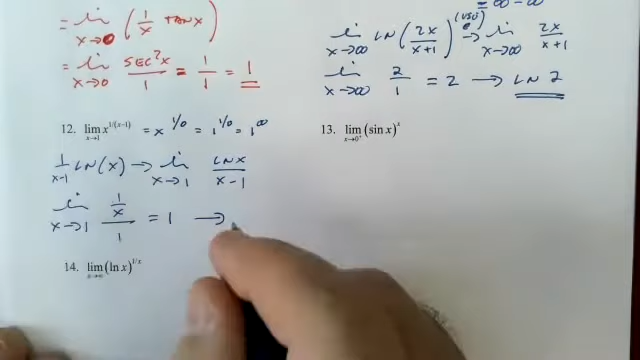 = lim x→0 (1/x TAN X)
= lim x→0 SEC²X/1 = 1/1 = 1
= ∞ - ∞
lim x→∞ LN (2X/X+1) → lim x→∞ 2X/X+1
lim x→∞ 2/1 = 2 → LN 2
12. lim x→1 x^1/(x-1) = x^1/0 = 1^1/0 = 1^∞
1/x-1 LN(X) → lim x→1 LNX/X-1
lim x→1 1/x/1 = 1 →
13. lim x→0⁺ (sin x)^x
14. lim x→∞ (ln x)^1/x